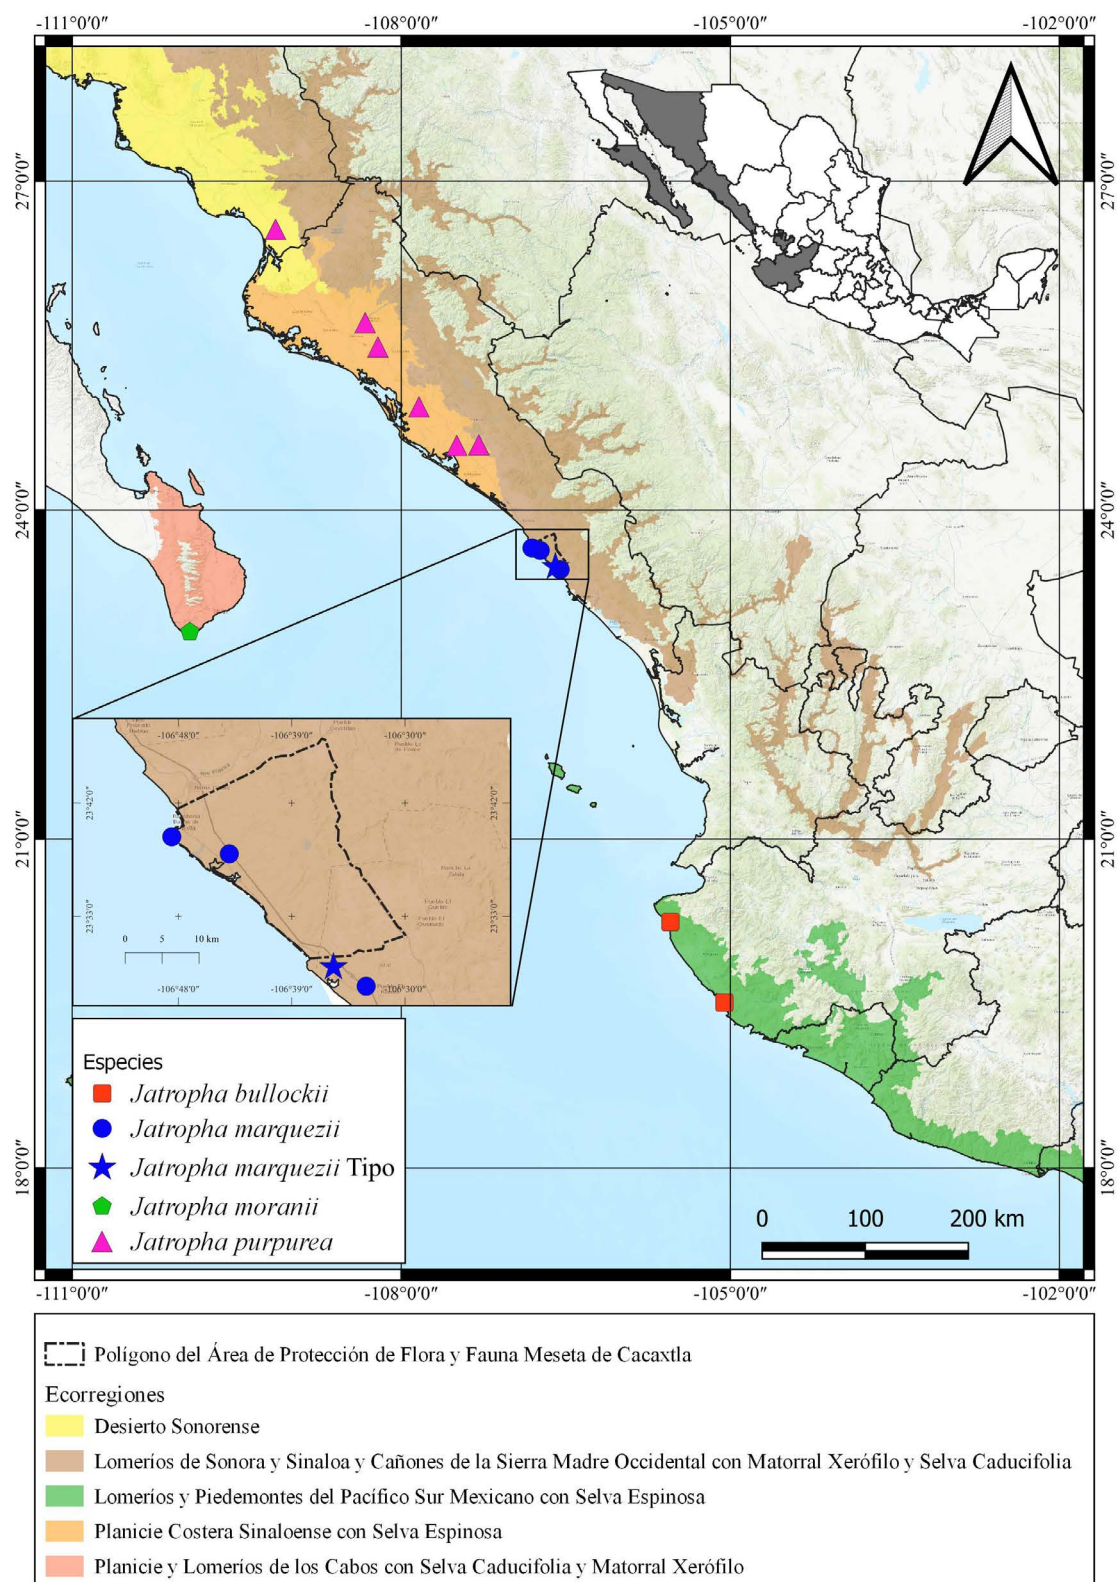 -111°0′0″ -108°0′0″ -105°0′0″ -102°0′0″
27°0′0″ 27°0′0″
24°0′0″ 24°0′0″
-106°48′0″ -106°39′0″ -106°30′0″
23°42′0″ 23°42′0″
21°0′0″ 21°0′0″
23°33′0″ 23°33′0″
0 5 10 km
-106°48′0″ -106°39′0″ -106°30′0″
Especies
Jatropha bullockii
Jatropha marquezii
Jatropha marquezii Tipo
Jatropha moranii
Jatropha purpurea
18°0′0″ 18°0′0″
0 100 200 km
-111°0′0″ -108°0′0″ -105°0′0″ -102°0′0″
Polígono del Área de Protección de Flora y Fauna Meseta de Cacaxtla
Ecorregiones
Desierto Sonorense
Lomeríos de Sonora y Sinaloa y Cañones de la Sierra Madre Occidental con Matorral Xerófilo y Selva Caducifolia
Lomeríos y Piedemontes del Pacífico Sur Mexicano con Selva Espinosa
Planicie Costera Sinaloense con Selva Espinosa
Planicie y Lomeríos de los Cabos con Selva Caducifolia y Matorral Xerófilo